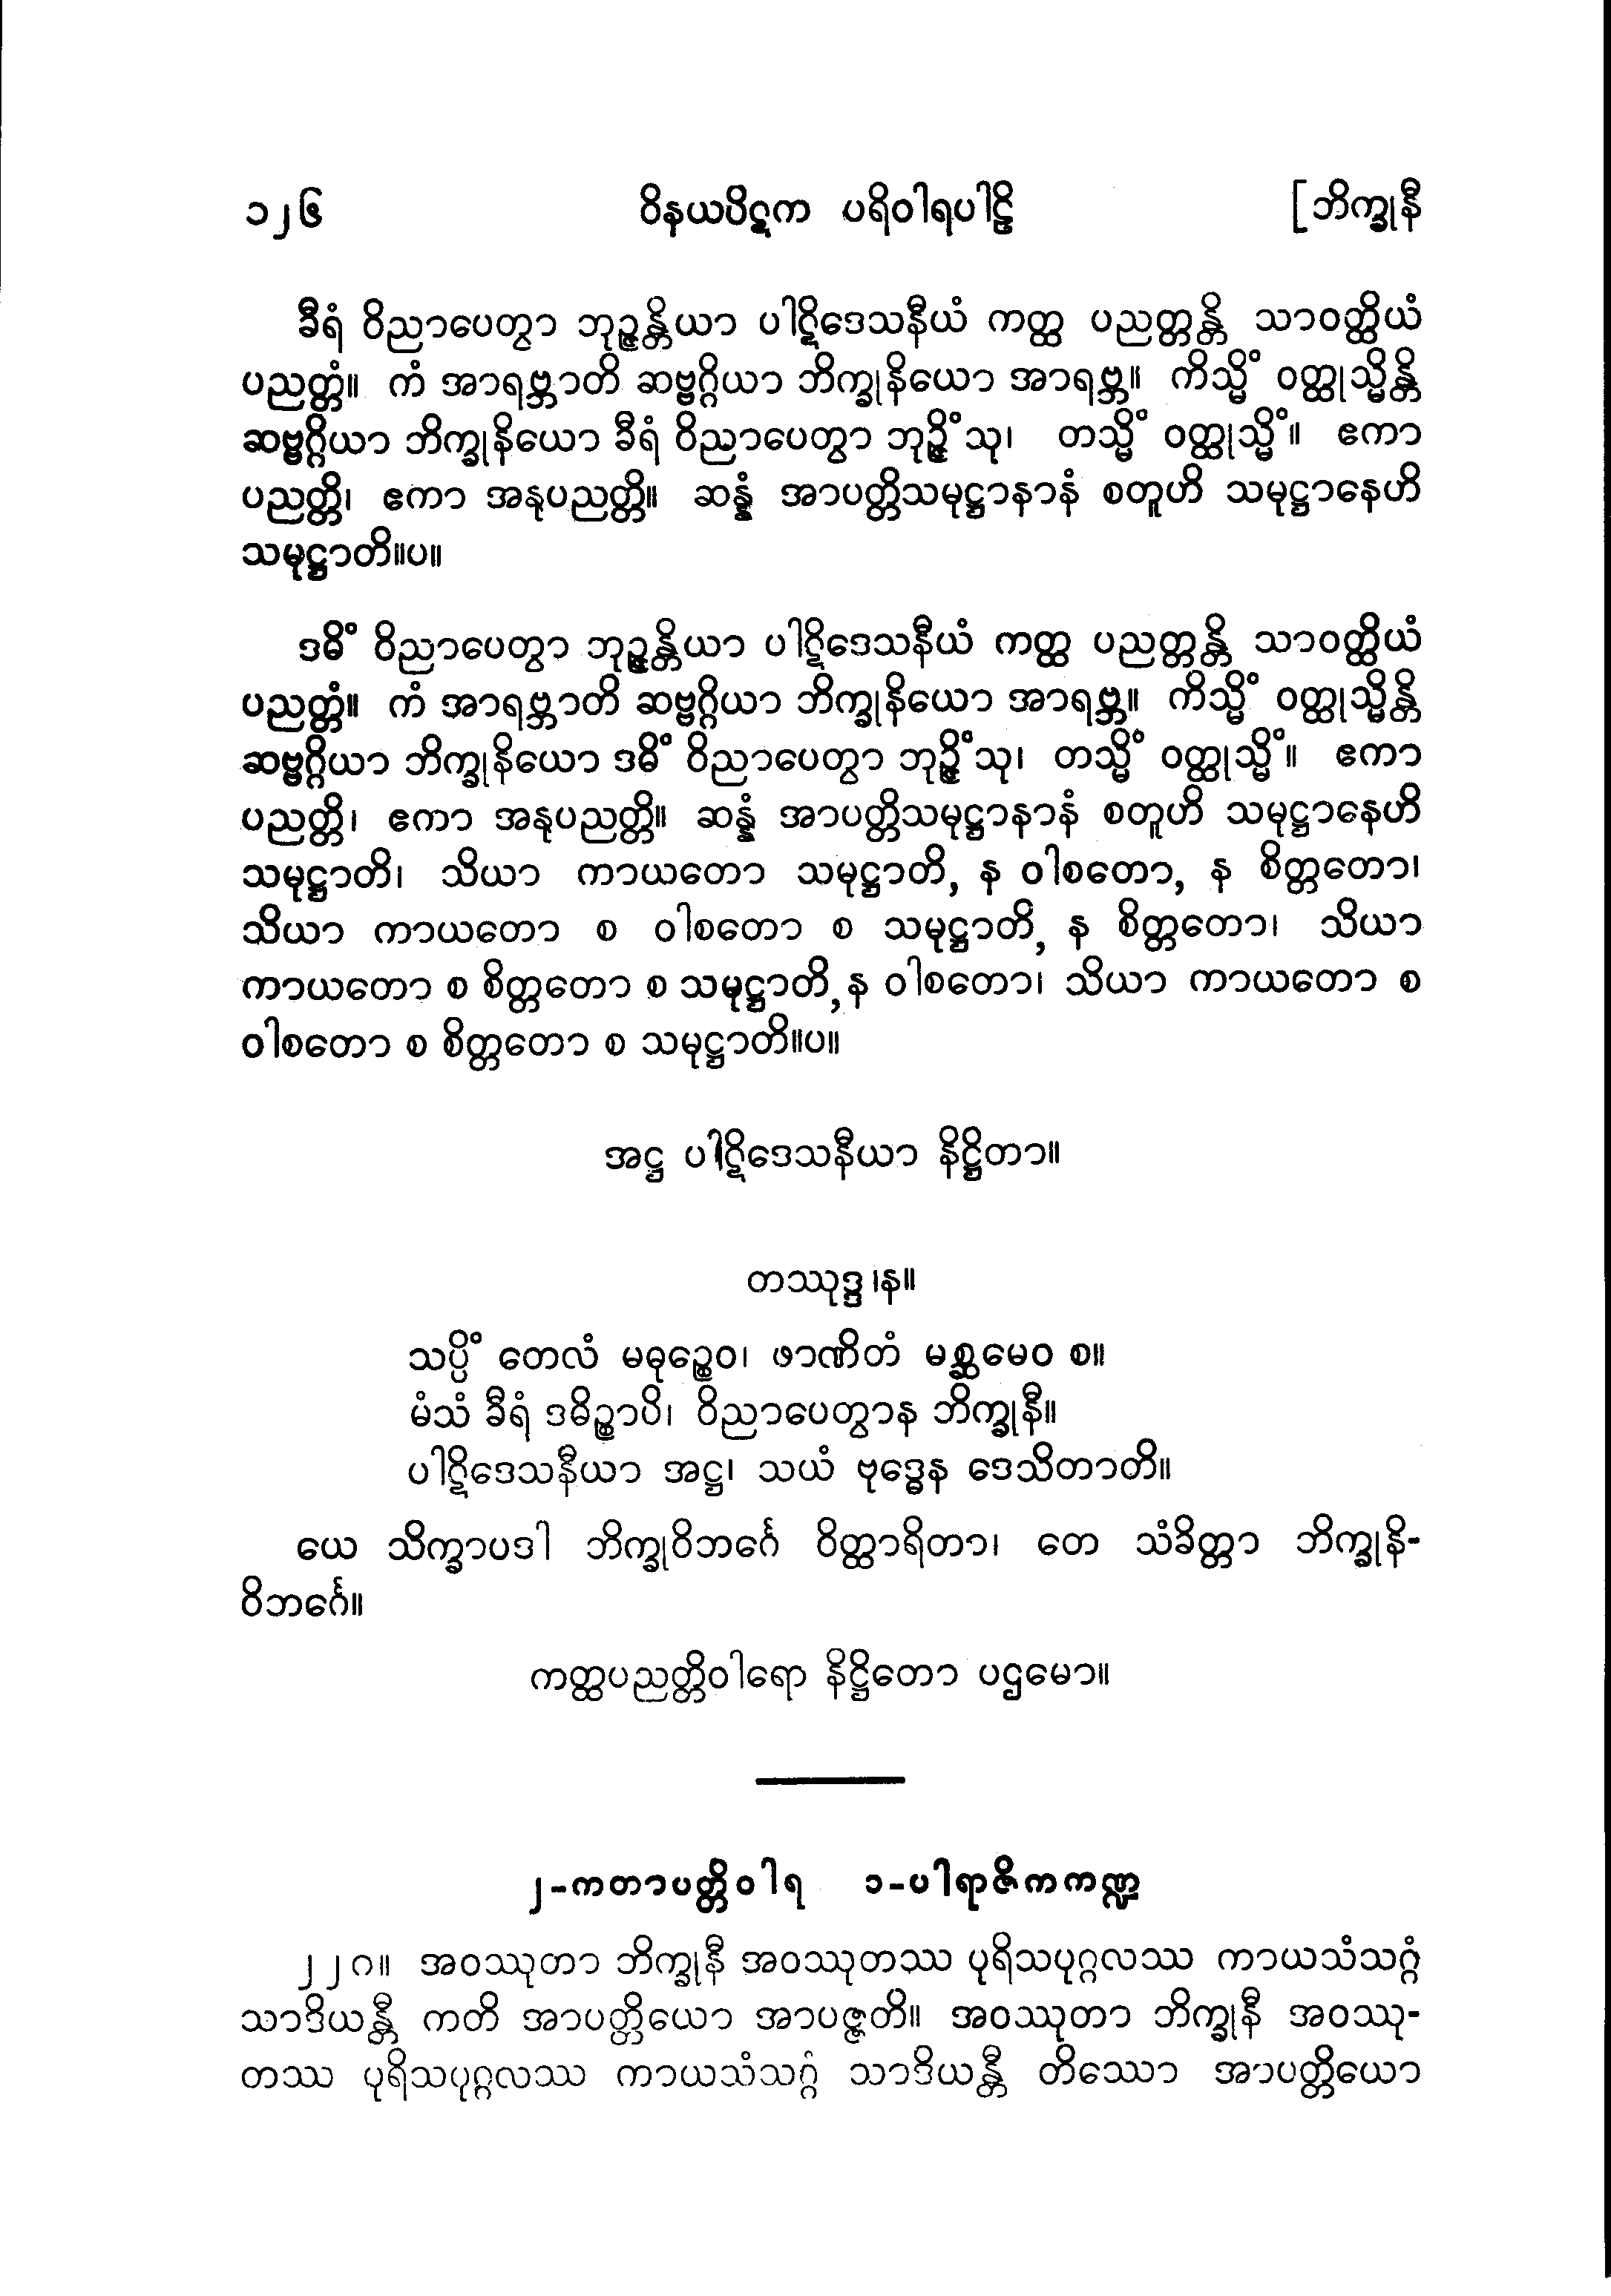 ၁၂၆ ဝိနယပိဋက ပရိဝါရပါဠိ [ဘိက္ခုနီ
ခီရံ ဝိညာပေတွာ ဘုဉ္ဇန္တိယာ ပါဋိဒေသနီယံ ကတ္ထ ပညတ္တန္တိ သာဝတ္ထိယံ
ပညတ္တံ။ ကံ အာရဗ္ဘာတိ ဆဗ္ဗဂ္ဂိယာ ဘိက္ခုနိယော အာရဗ္ဘ။ ကိသ္မိံ ဝတ္ထုသ္မိန္တိ
ဆဗ္ဗဂ္ဂိယာ ဘိက္ခုနိယော ခီရံ ဝိညာပေတွာ ဘုဉ္ဇိံသု၊ တသ္မိံ ဝတ္ထုသ္မိံ။ ဧကာ
ပညတ္တိ၊ ဧကာ အနုပညတ္တိ။ ဆန္နံ အာပတ္တိသမုဋ္ဌာနာနံ စတူဟိ သမုဋ္ဌာနေဟိ
သမုဋ္ဌာတိ။ပ။
ဒဓိံ ဝိညာပေတွာ ဘုဉ္ဇန္တိယာ ပါဋိဒေသနီယံ ကတ္ထ ပညတ္တန္တိ သာဝတ္ထိယံ
ပညတ္တံ။ ကံ အာရဗ္ဘာတိ ဆဗ္ဗဂ္ဂိယာ ဘိက္ခုနိယော အာရဗ္ဘ။ ကိသ္မိံ ဝတ္ထုသ္မိန္တိ
ဆဗ္ဗဂ္ဂိယာ ဘိက္ခုနိယော ဒဓိံ ဝိညာပေတွာ ဘုဉ္ဇိံသု၊ တသ္မိံ ဝတ္ထုသ္မိံ။ ဧကာ
ပညတ္တိ၊ ဧကာ အနုပညတ္တိ။ ဆန္နံ အာပတ္တိသမုဋ္ဌာနာနံ စတူဟိ သမုဋ္ဌာနေဟိ
သမုဋ္ဌာတိ၊ သိယာ ကာယတော သမုဋ္ဌာတိ, န ဝါစတော, န စိတ္တတော၊
သိယာ ကာယတော စ ဝါစတော စ သမုဋ္ဌာတိ, န စိတ္တတော၊ သိယာ
ကာယတော စ စိတ္တတော စ သမုဋ္ဌာတိ, န ဝါစတော၊ သိယာ ကာယတော စ
ဝါစတော စ စိတ္တတော စ သမုဋ္ဌာတိ။ပ။
အဋ္ဌ ပါဋိဒေသနီယာ နိဋ္ဌိတာ။
တဿုဒ္ဒါန။
သပ္ပိံ တေလံ မဓုဉ္စေဝ၊ ဖာဏိတံ မစ္ဆမေဝ စ။
မံသံ ခီရံ ဒဓိဉ္စာပိ၊ ဝိညာပေတွာန ဘိက္ခုနီ။
ပါဋိဒေသနီယာ အဋ္ဌ၊ သယံ ဗုဒ္ဓေန ဒေသိတာတိ။
ယေ သိက္ခာပဒါ ဘိက္ခုဝိဘင်္ဂေ ဝိတ္ထာရိတာ၊ တေ သံခိတ္တာ ဘိက္ခုနိ-
ဝိဘင်္ဂေ။
ကတ္ထပညတ္တိဝါရော နိဋ္ဌိတော ပဌမော။
၂-ကတာပတ္တိဝါရ ၁-ပါရာဇိကကဏ္ဍ
၂၂၇။ အဝဿုတာ ဘိက္ခုနီ အဝဿုတဿ ပုရိသပုဂ္ဂလဿ ကာယသံသဂ္ဂံ
သာဒိယန္တီ ကတိ အာပတ္တိယော အာပဇ္ဇတိ။ အဝဿုတာ ဘိက္ခုနီ အဝဿု-
တဿ ပုရိသပုဂ္ဂလဿ ကာယသံသဂ္ဂံ သာဒိယန္တီ တိဿော အာပတ္တိယော